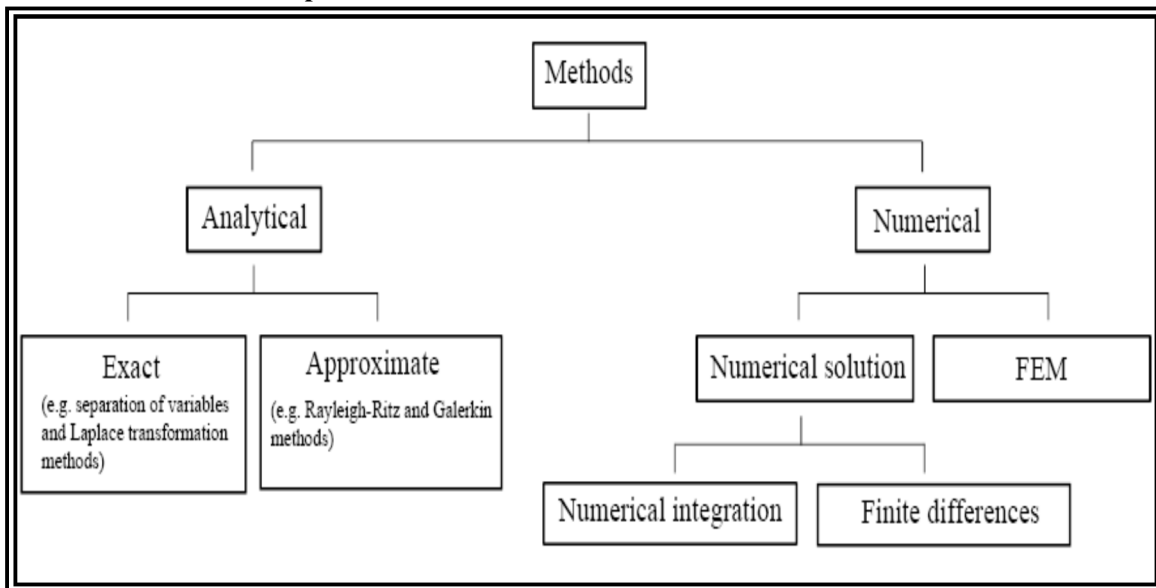 Methods
Analytical
Numerical
Exact
(e.g. separation of variables
and Laplace transformation
methods)
Approximate
(e.g. Rayleigh-Ritz and Galerkin
methods)
Numerical solution
FEM
Numerical integration
Finite differences